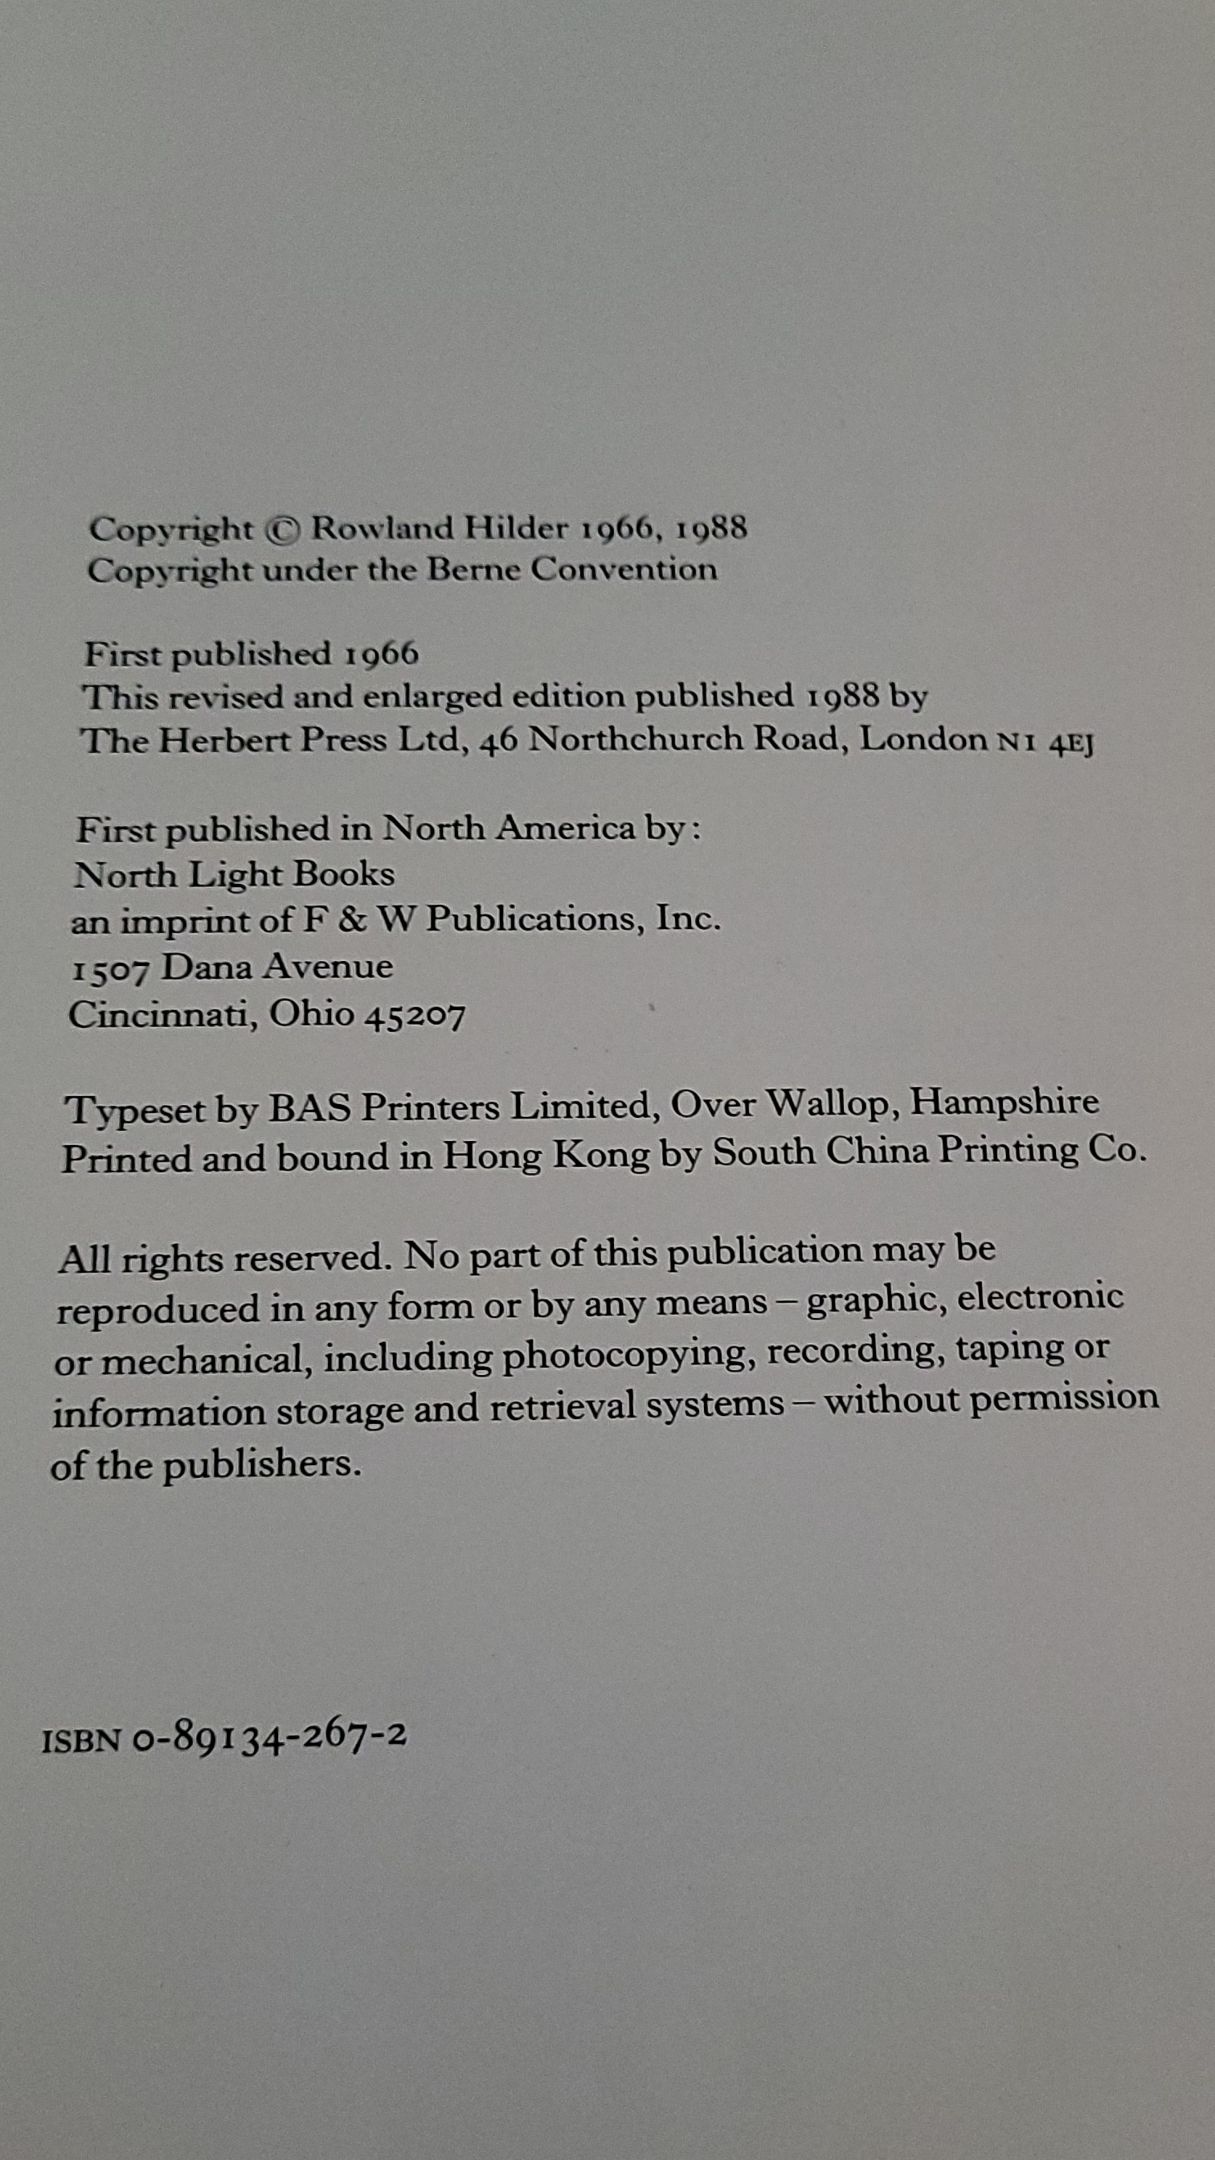 Copyright © Rowland Hilder 1966, 1988
Copyright under the Berne Convention
First published 1966
This revised and enlarged edition published 1988 by
The Herbert Press Ltd, 46 Northchurch Road, London N1 4EJ
First published in North America by:
North Light Books
an imprint of F & W Publications, Inc.
1507 Dana Avenue
Cincinnati, Ohio 45207
Typeset by BAS Printers Limited, Over Wallop, Hampshire
Printed and bound in Hong Kong by South China Printing Co.
All rights reserved. No part of this publication may be
reproduced in any form or by any means – graphic, electronic
or mechanical, including photocopying, recording, taping or
information storage and retrieval systems – without permission
of the publishers.
ISBN 0-89134-267-2